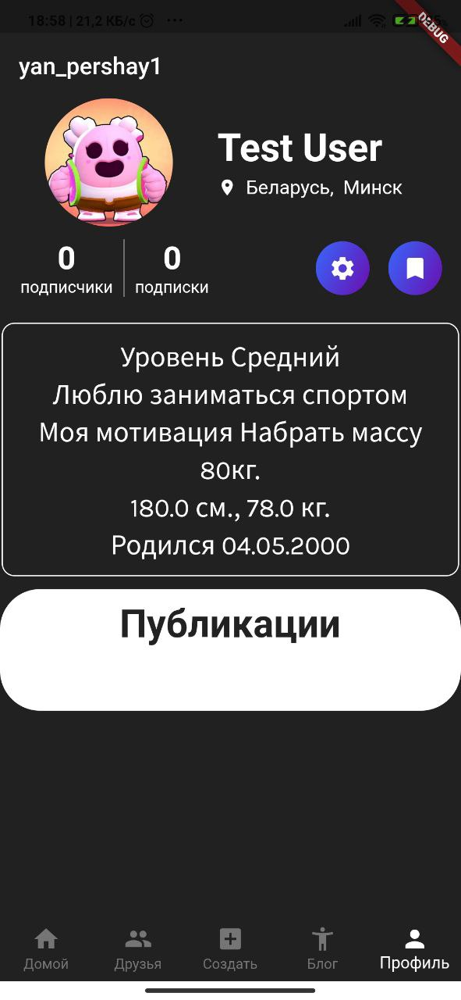 18:58 | 21,2 КБ/с ...
DEBUG
yan_pershay1
Test User
Беларусь, Минск
0
подписчики
0
подписки
Уровень Средний
Люблю заниматься спортом
Моя мотивация Набрать массу
80кг.
180.0 см., 78.0 кг.
Родился 04.05.2000
Публикации
Домой
Друзья
Создать
Блог
Профиль